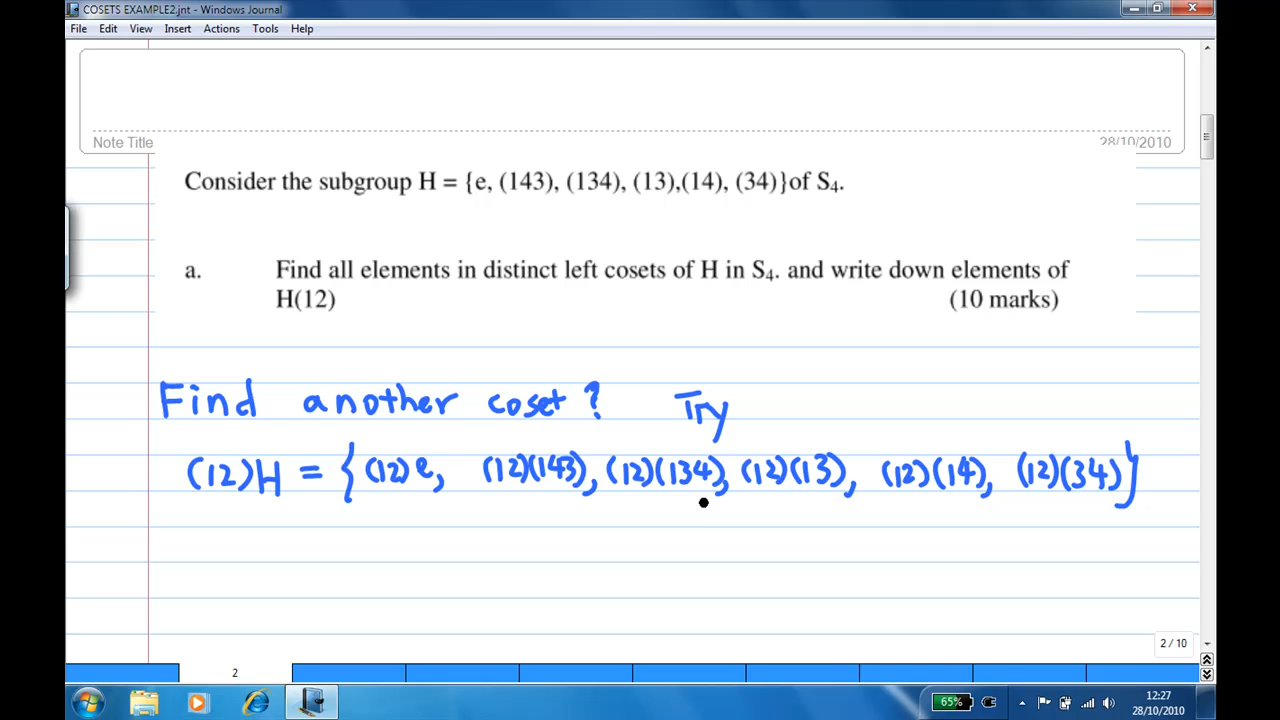 COSETS EXAMPLE2.jnt - Windows Journal
File Edit View Insert Actions Tools Help
Note Title
28/10/2010
Consider the subgroup H = {e, (143), (134), (13),(14), (34)}of S₄.
a. Find all elements in distinct left cosets of H in S₄. and write down elements of
H(12) (10 marks)
Find another coset? Try
(12)H = {(12)e, (12)(143), (12)(134), (12)(13), (12)(14), (12)(34)}
2 / 10
2
65%
12:27
28/10/2010